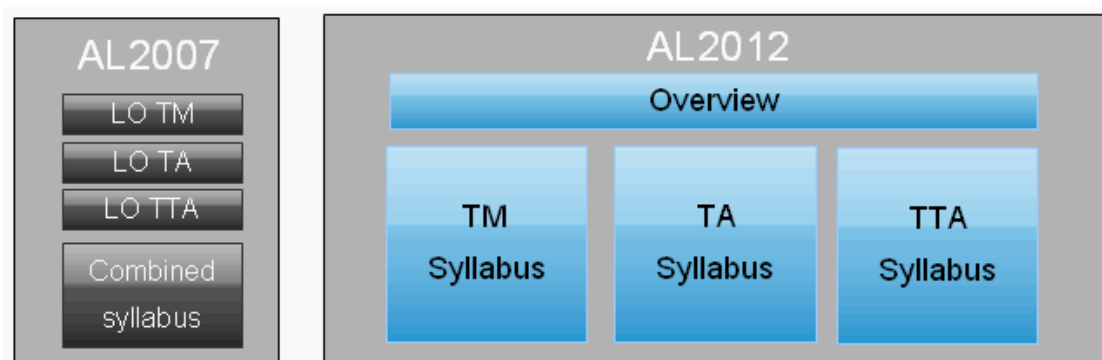 AL2007
LO TM
LO TA
LO TTA
Combined
syllabus
AL2012
Overview
TM
Syllabus
TA
Syllabus
TTA
Syllabus